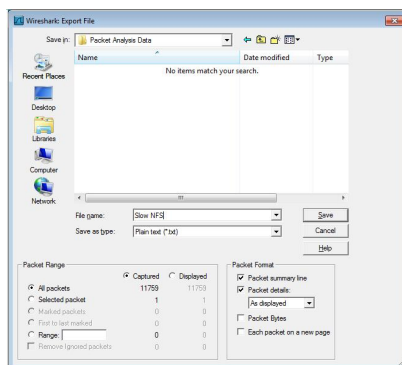 Wireshark: Export File
Save in: Packet Analysis Data
Name Date modified Type
No items match your search.
Recent Places
Desktop
Libraries
Computer
Network
File name: Slow NFS Save
Save as type: Plain text (*.txt) Cancel
Help
Packet Range
Captured Displayed
All packets 11759 11759
Selected packet 1 1
Marked packets 0 0
First to last marked 0 0
Range: 0 0
Remove Ignored packets 0 0
Packet Format
Packet summary line
Packet details:
As displayed
Packet Bytes
Each packet on a new page